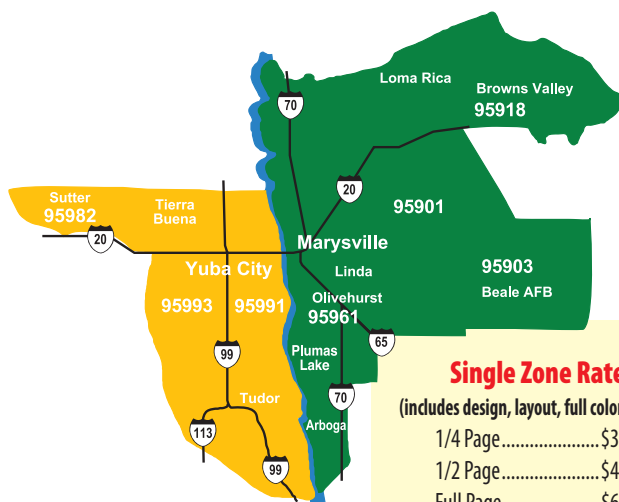 Loma Rica
Browns Valley
95918
70
20
95901
Sutter
95982
Tierra
Buena
20
Marysville
Yuba City
Linda
95903
Beale AFB
Olivehurst
95961
95993
95991
65
99
Plumas
Lake
70
Tudor
Arboga
113
99
Single Zone Rate
(includes design, layout, full color
1/4 Page.....................$3
1/2 Page.....................$4
Full Page.....................$6